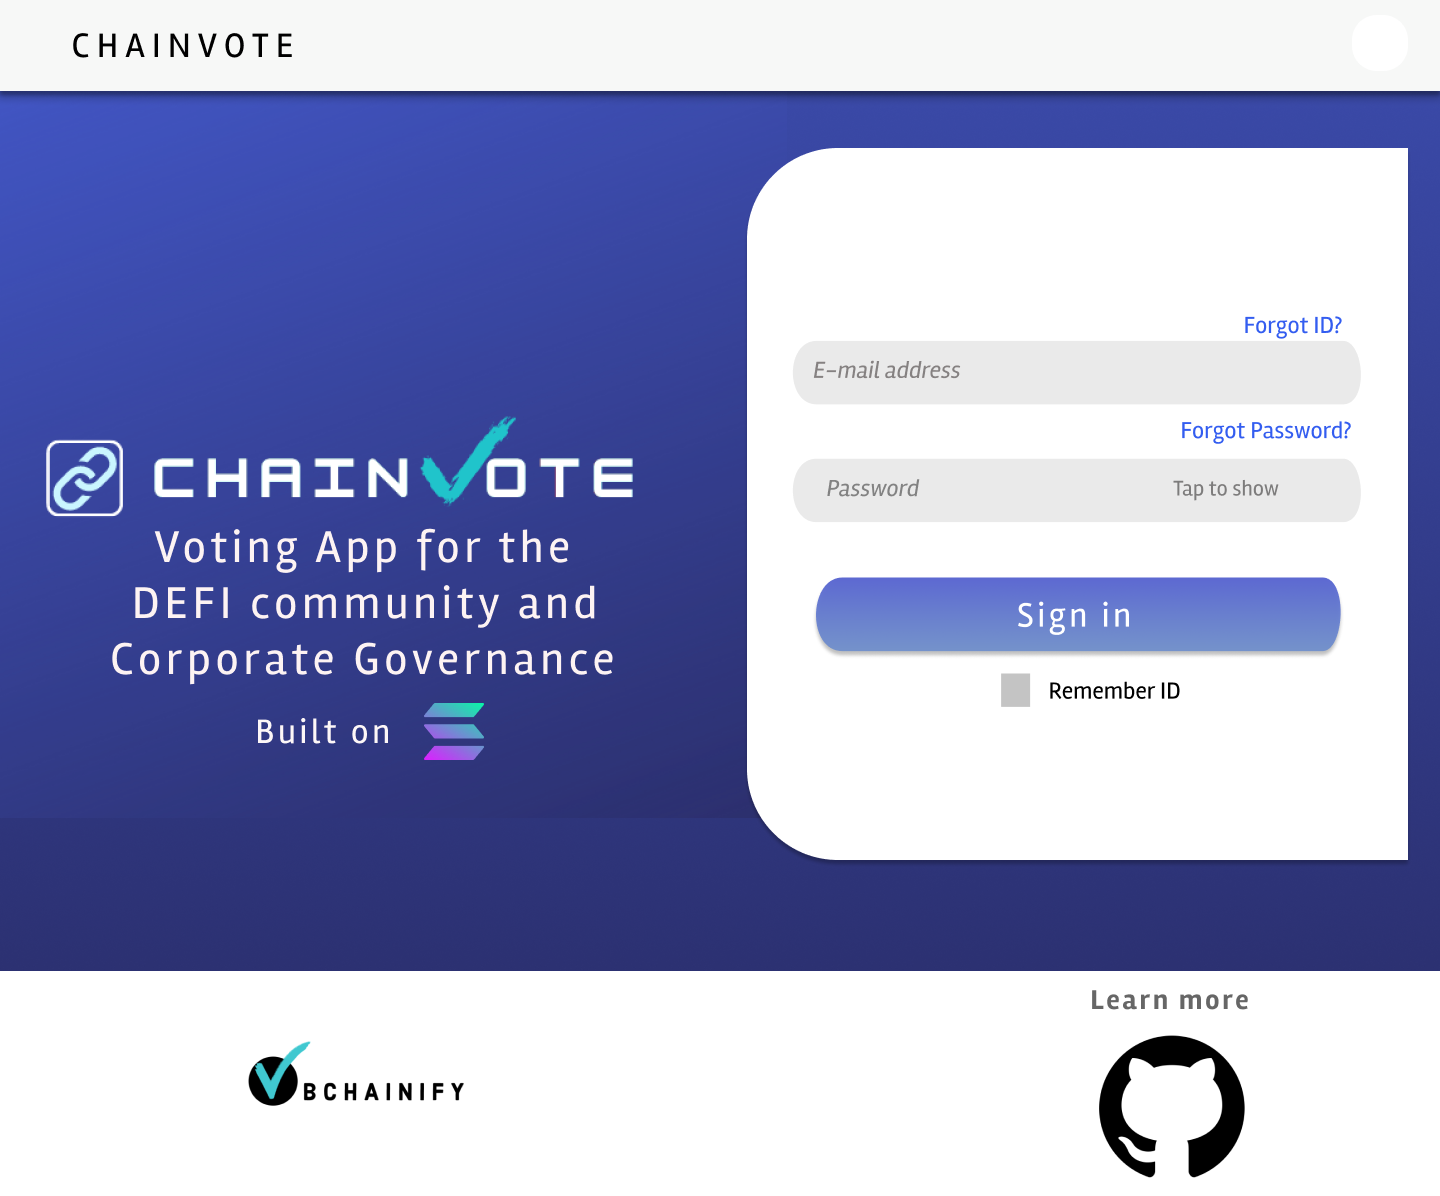 CHAINVOTE
Forgot ID?
E-mail address
Forgot Password?
Password
Tap to show
Sign in
Remember ID
CHAINVOTE
Voting App for the
DEFI community and
Corporate Governance
Built on
Learn more
BCHAINIFY